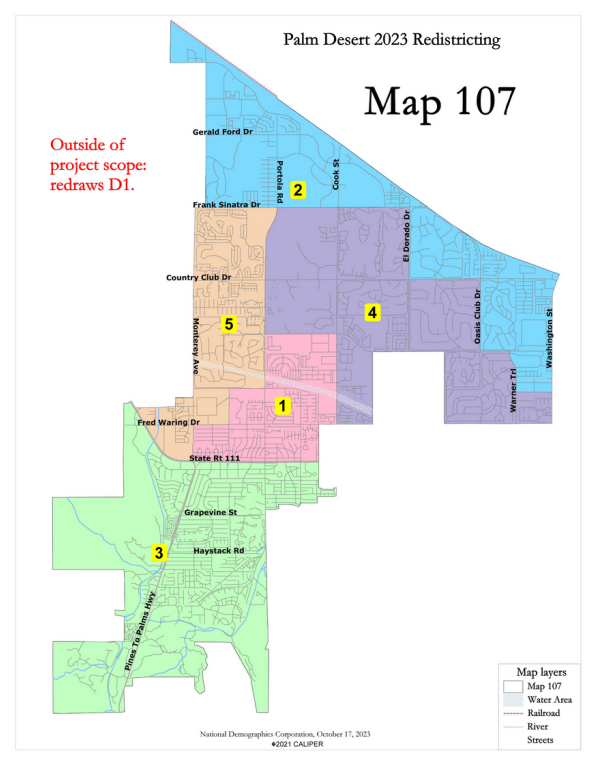 Palm Desert 2023 Redistricting
Map 107
Outside of
project scope:
redraws D1.
Gerald Ford Dr
Portola Rd
Cook St
2
Frank Sinatra Dr
El Dorado Dr
Country Club Dr
Oasis Club Dr
Washington St
4
5
Monterey Ave
Warner Trl
1
Fred Waring Dr
State Rt 111
Grapevine St
3
Haystack Rd
Pines To Palms Hwy
Map layers
Map 107
Water Area
Railroad
River
Streets
National Demographics Corporation, October 17, 2023
©2021 CALIPER